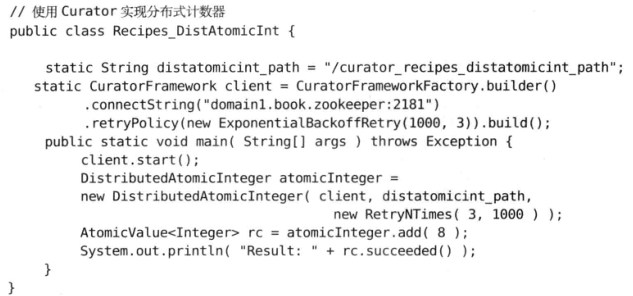 // 使用 Curator 实现分布式计数器
public class Recipes_DistAtomicInt {
static String distatomicint_path = "/curator_recipes_distatomicint_path";
static CuratorFramework client = CuratorFrameworkFactory.builder()
.connectString("domain1.book.zookeeper:2181")
.retryPolicy(new ExponentialBackoffRetry(1000, 3)).build();
public static void main( String[] args ) throws Exception {
client.start();
DistributedAtomicInteger atomicInteger =
new DistributedAtomicInteger( client, distatomicint_path,
new RetryNTimes( 3, 1000 ) );
AtomicValue<Integer> rc = atomicInteger.add( 8 );
System.out.println( "Result: " + rc.succeeded() );
}
}